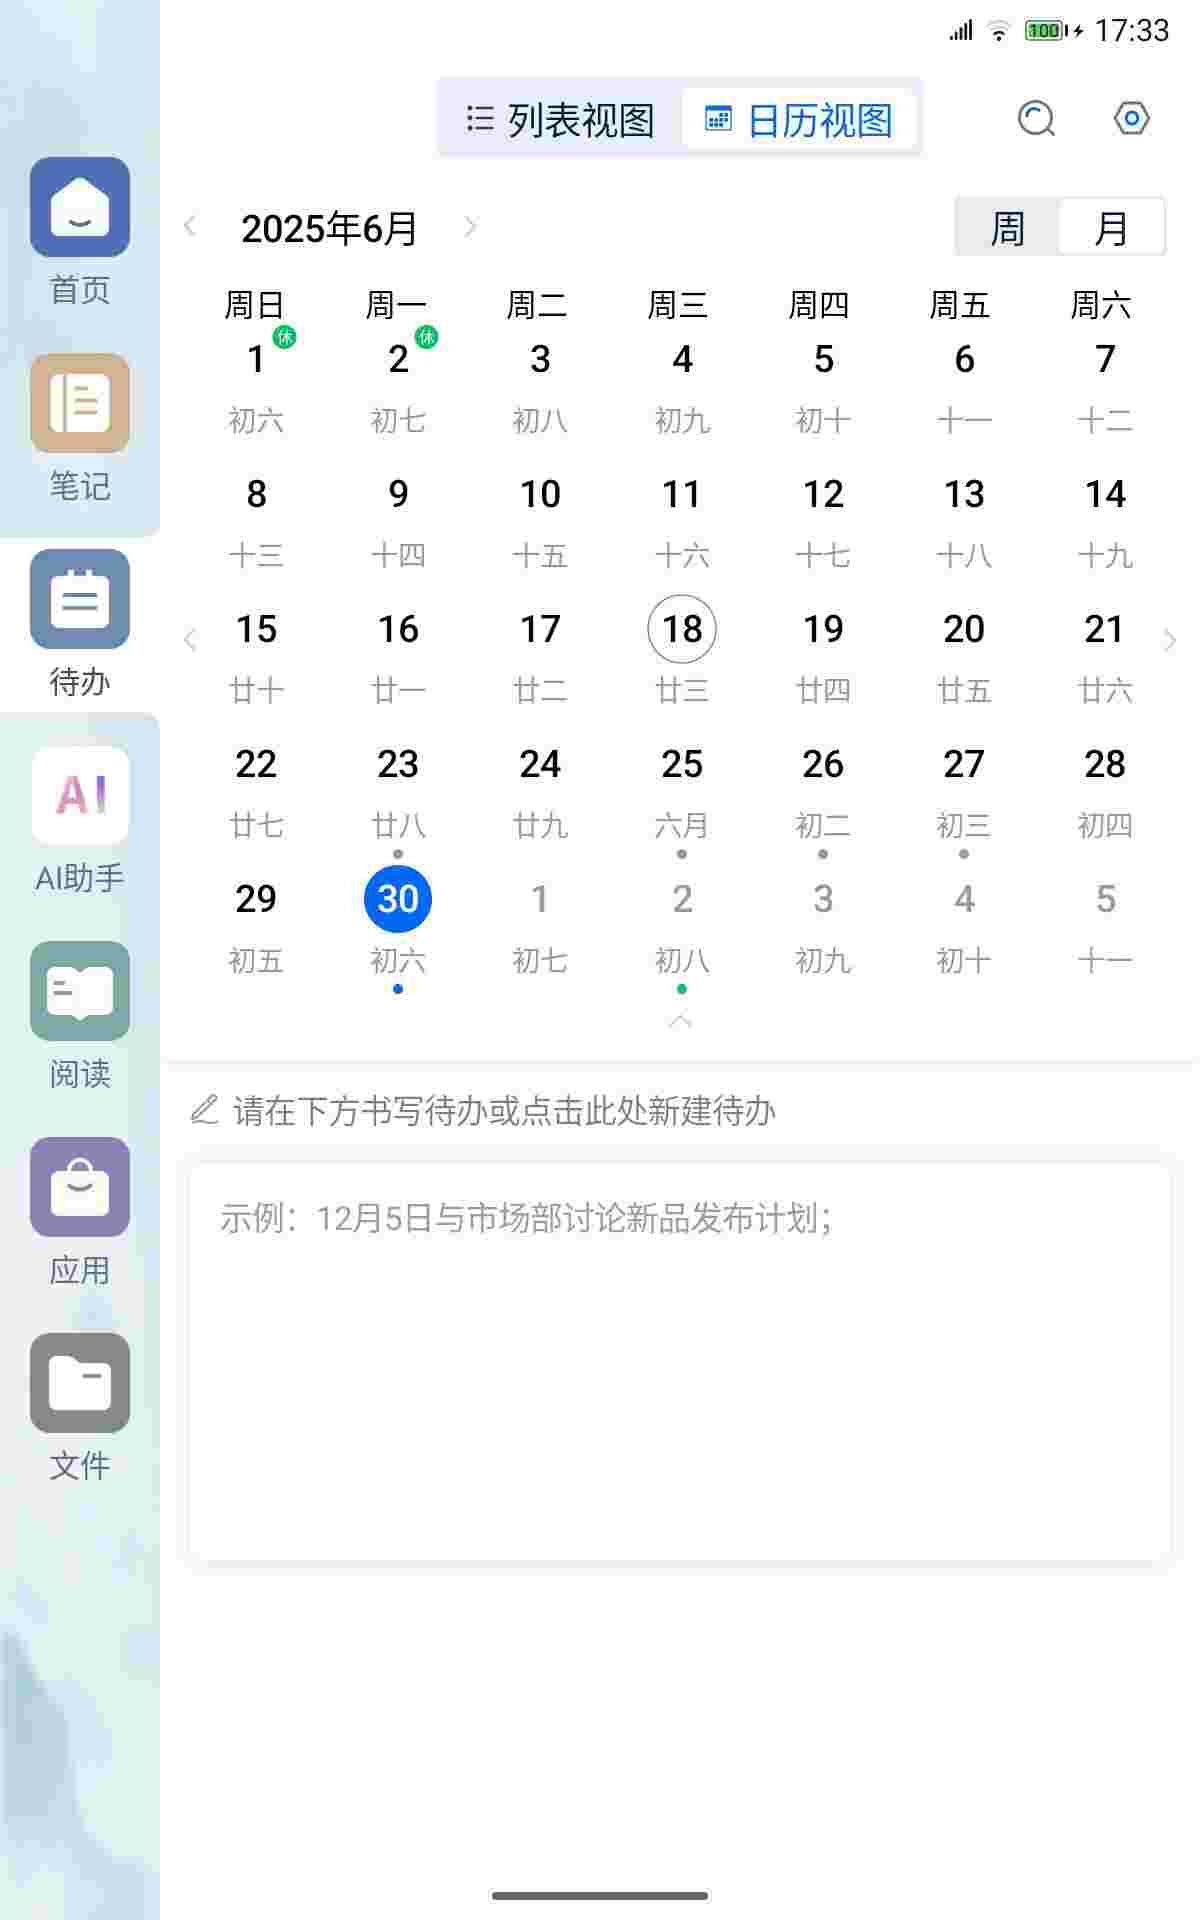 100 17:33
列表视图 日历视图
2025年6月 周 月
周日 周一 周二 周三 周四 周五 周六
休 休
1 2 3 4 5 6 7
初六 初七 初八 初九 初十 十一 十二
8 9 10 11 12 13 14
十三 十四 十五 十六 十七 十八 十九
15 16 17 18 19 20 21
廿十 廿一 廿二 廿三 廿四 廿五 廿六
22 23 24 25 26 27 28
廿七 廿八 廿九 六月 初二 初三 初四
29 30 1 2 3 4 5
初五 初六 初七 初八 初九 初十 十一
请在下方书写待办或点击此处新建待办
示例：12月5日与市场部讨论新品发布计划；
首页
笔记
待办
AI
AI助手
阅读
应用
文件